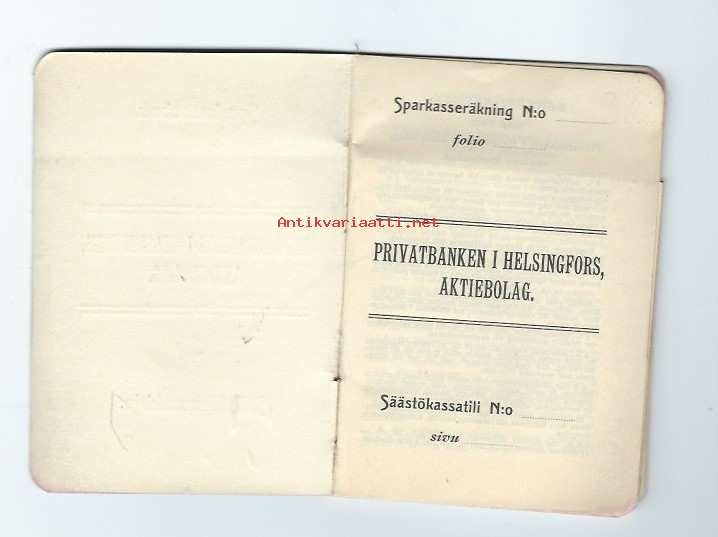 Sparkasseräkning N:o
folio
Antikvariaatti.net
PRIVATBANKEN I HELSINGFORS,
AKTIEBOLAG.
Säästökassatili N:o
sivu